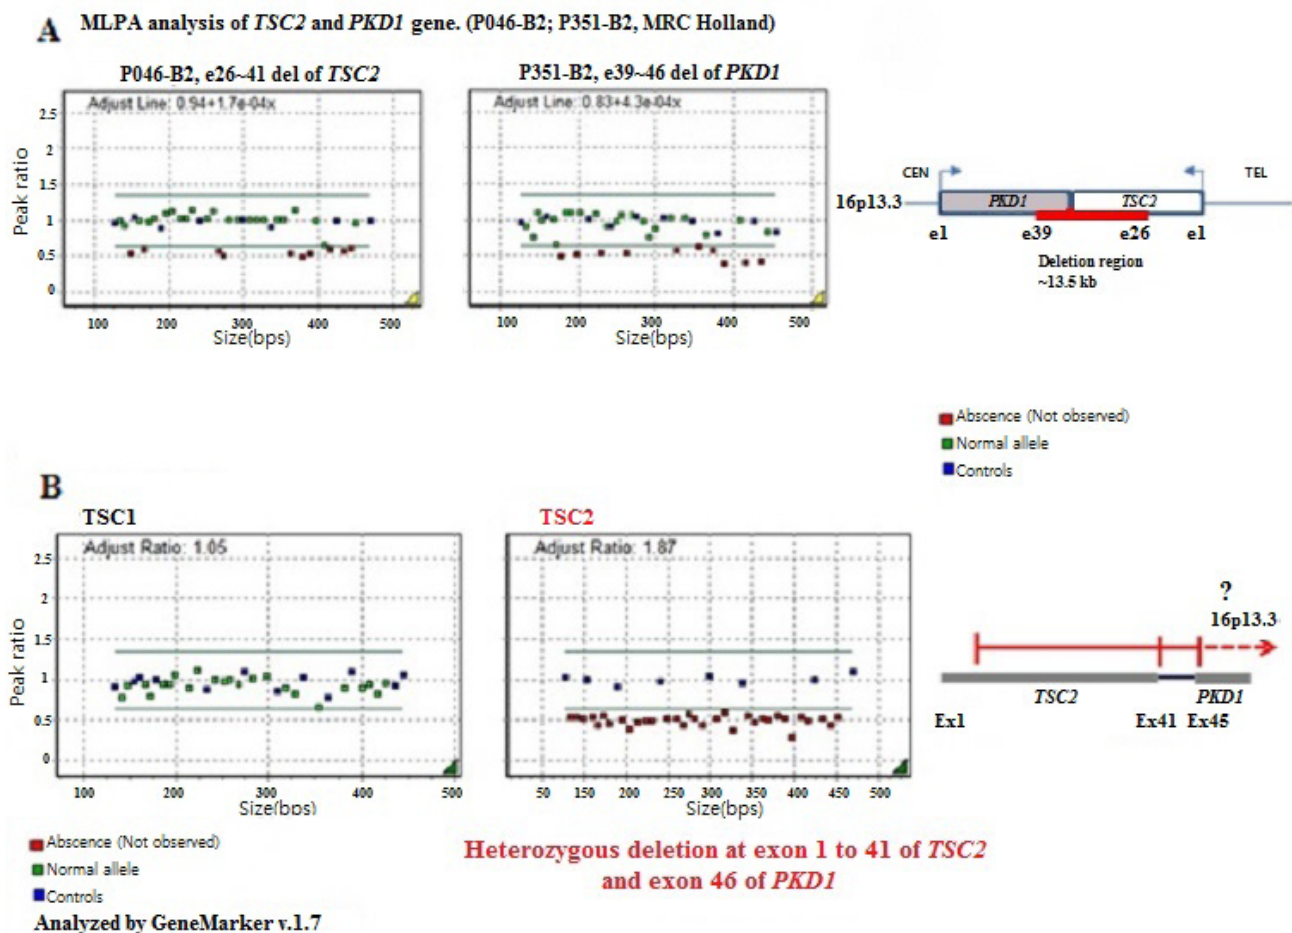 A
MLPA analysis of TSC2 and PKD1 gene. (P046-B2; P351-B2, MRC Holland)
P046-B2, e26~41 del of TSC2
Adjust Line: 0.94+1.7e-04x
2.5
2
1.5
1
0.5
0
Peak ratio
100 200 300 400 500
Size(bps)
P351-B2, e39~46 del of PKD1
Adjust Line: 0.83+4.3e-04x
100 200 300 400 500
Size(bps)
CEN
TEL
16p13.3
PKD1
TSC2
e1
e39
e26
e1
Deletion region
~13.5 kb
Abscence (Not observed)
Normal allele
Controls
B
TSC1
Adjust Ratio: 1.05
2.5
2
1.5
1
0.5
0
Peak ratio
100 200 300 400 500
Size(bps)
TSC2
Adjust Ratio: 1.87
50 150 200 250 300 350 400 450 500
Size(bps)
?
16p13.3
TSC2
PKD1
Ex1
Ex41
Ex45
Abscence (Not observed)
Normal allele
Controls
Analyzed by GeneMarker v.1.7
Heterozygous deletion at exon 1 to 41 of TSC2
and exon 46 of PKD1